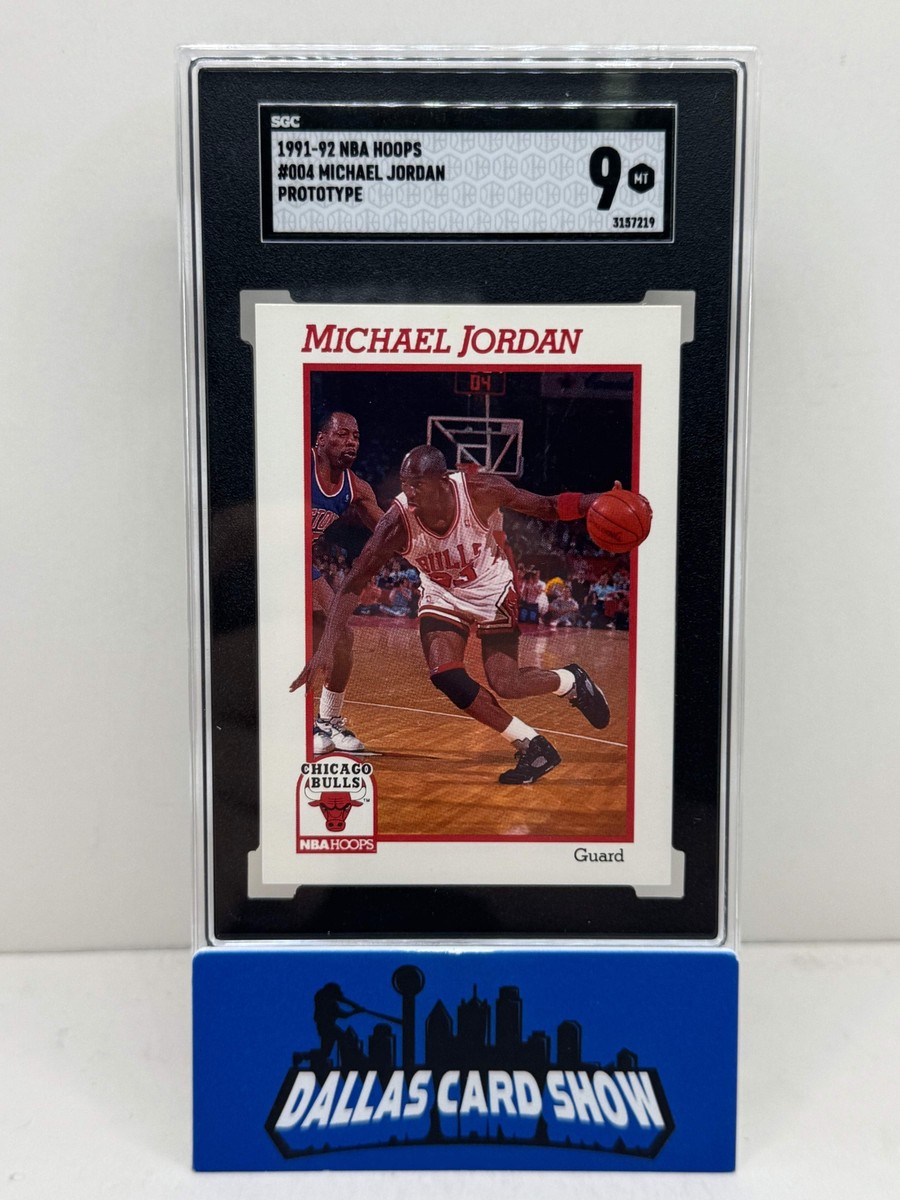 SGC
1991-92 NBA HOOPS
#004 MICHAEL JORDAN
PROTOTYPE
9 MT
3157219
MICHAEL JORDAN
04
BULLS
CHICAGO
BULLS
TM
NBA HOOPS
Guard
DALLAS CARD SHOW